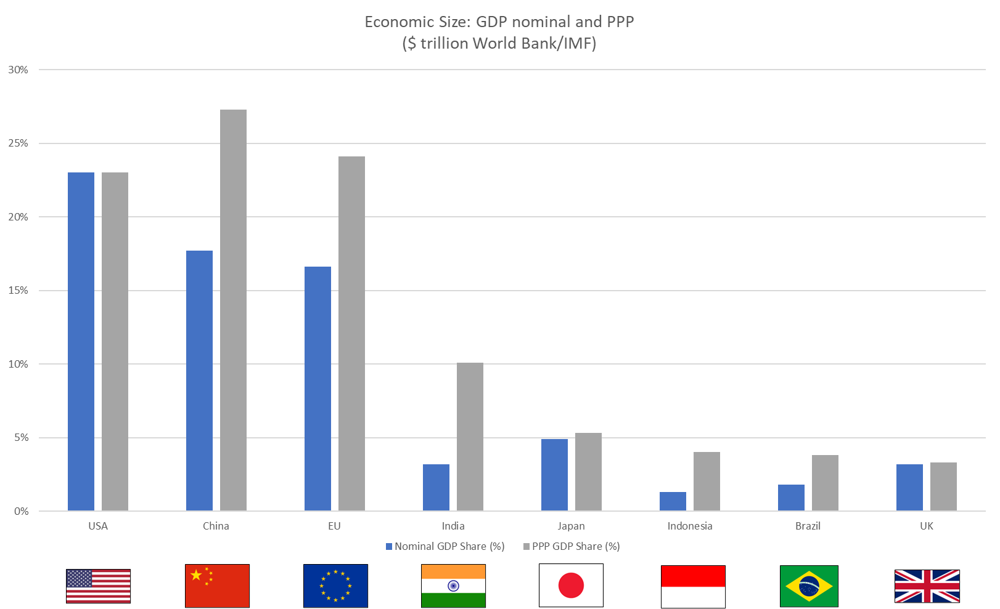 Economic Size: GDP nominal and PPP
($ trillion World Bank/IMF)
30%
25%
20%
15%
10%
5%
0%
USA China EU India Japan Indonesia Brazil UK
Nominal GDP Share (%) PPP GDP Share (%)